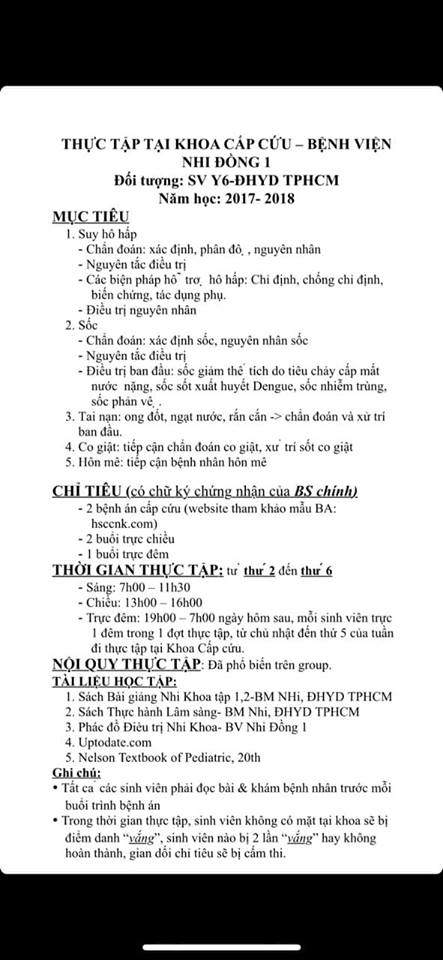 THỰC TẬP TẠI KHOA CẤP CỨU – BỆNH VIỆN
NHI ĐỒNG 1
Đối tượng: SV Y6-ĐHYD TPHCM
Năm học: 2017- 2018
MỤC TIÊU
1. Suy hô hấp
- Chẩn đoán: xác định, phân độ, nguyên nhân
- Nguyên tắc điều trị
- Các biện pháp hỗ trợ hô hấp: Chỉ định, chống chỉ định,
biến chứng, tác dụng phụ.
- Điều trị nguyên nhân
2. Sốc
- Chẩn đoán: xác định sốc, nguyên nhân sốc
- Nguyên tắc điều trị
- Điều trị ban đầu: sốc giảm thể tích do tiêu chảy cấp mất
nước nặng, sốc sốt xuất huyết Dengue, sốc nhiễm trùng,
sốc phản vệ.
3. Tai nạn: ong đốt, ngạt nước, rắn cắn -> chẩn đoán và xử trí
ban đầu.
4. Co giật: tiếp cận chẩn đoán co giật, xử trí sốt co giật
5. Hôn mê: tiếp cận bệnh nhân hôn mê
CHỈ TIÊU (có chữ ký chứng nhận của BS chính)
- 2 bệnh án cấp cứu (website tham khảo mẫu BA:
hsccnk.com)
- 2 buổi trực chiều
- 1 buổi trực đêm
THỜI GIAN THỰC TẬP: từ thứ 2 đến thứ 6
- Sáng: 7h00 – 11h30
- Chiều: 13h00 – 16h00
- Trực đêm: 19h00 – 7h00 ngày hôm sau, mỗi sinh viên trực
1 đêm trong 1 đợt thực tập, từ chủ nhật đến thứ 5 của tuần
đi thực tập tại Khoa Cấp cứu.
NỘI QUY THỰC TẬP: Đã phổ biến trên group.
TÀI LIỆU HỌC TẬP:
1. Sách Bài giảng Nhi Khoa tập 1,2-BM NHi, ĐHYD TPHCM
2. Sách Thực hành Lâm sàng- BM Nhi, ĐHYD TPHCM
3. Phác đồ Điều trị Nhi Khoa- BV Nhi Đồng 1
4. Uptodate.com
5. Nelson Textbook of Pediatric, 20th
Ghi chú:
• Tất cả các sinh viên phải đọc bài & khám bệnh nhân trước mỗi
buổi trình bệnh án
• Trong thời gian thực tập, sinh viên không có mặt tại khoa sẽ bị
điểm danh “vắng”, sinh viên nào bị 2 lần “vắng” hay không
hoàn thành, gian dối chỉ tiêu sẽ bị cấm thi.